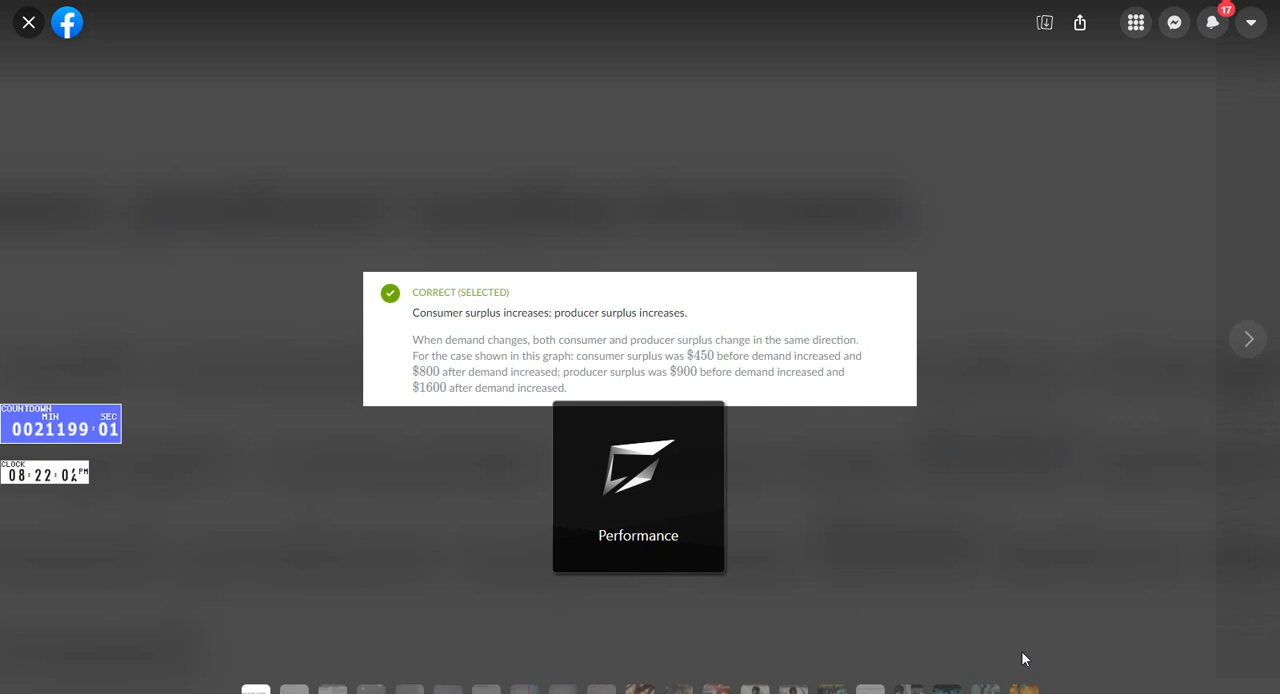 17
CORRECT (SELECTED)
Consumer surplus increases; producer surplus increases.
When demand changes, both consumer and producer surplus change in the same direction.
For the case shown in this graph: consumer surplus was $450 before demand increased and
$800 after demand increased; producer surplus was $900 before demand increased and
$1600 after demand increased.
COUNTDOWN
MIN SEC
0021199:01
CLOCK
PM
Performance